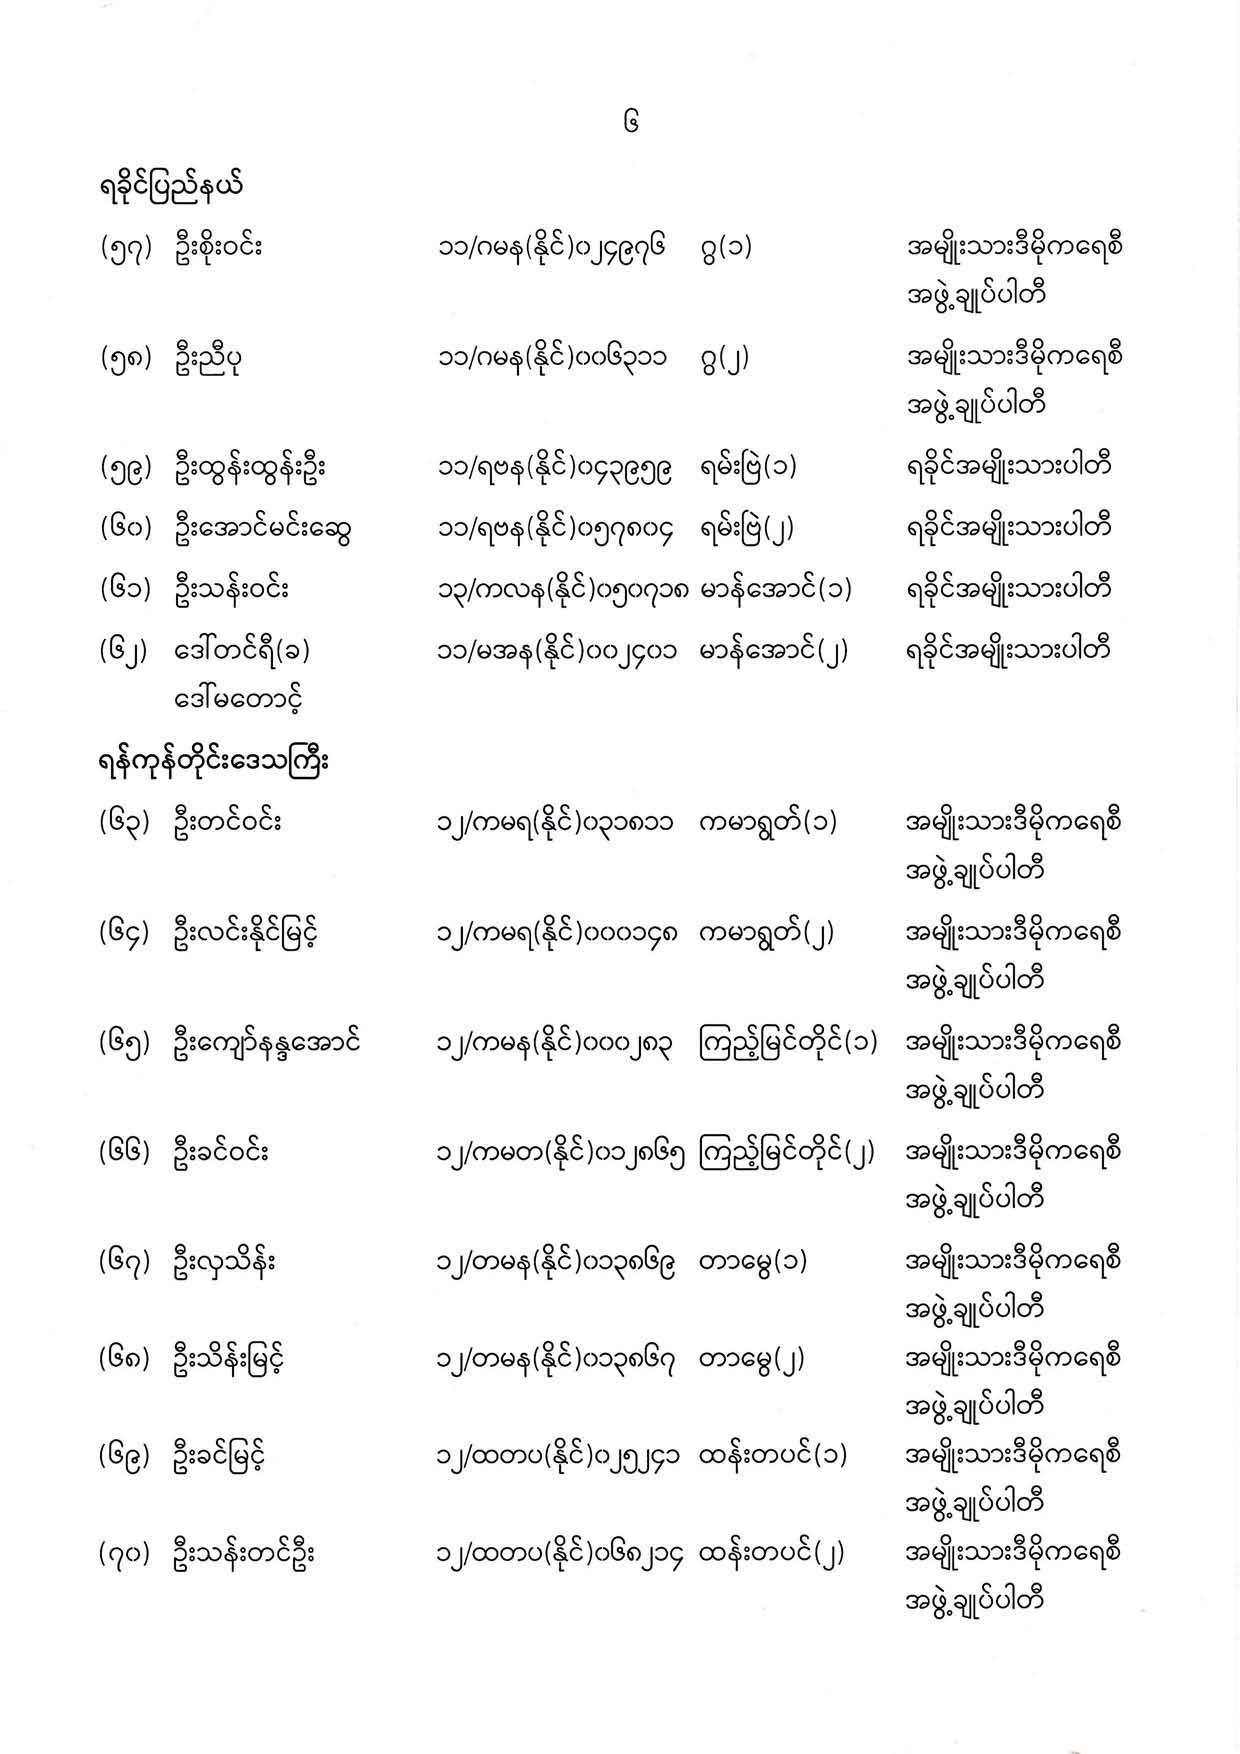 ၆
ရခိုင်ပြည်နယ်
(၅၇) ဦးစိုးဝင်း ၁၁/ဂမန(နိုင်)၀၂၄၉၇၆ ဂွ(၁) အမျိုးသားဒီမိုကရေစီ
အဖွဲ့ချုပ်ပါတီ
(၅၈) ဦးညီပု ၁၁/ဂမန(နိုင်)၀၀၆၃၁၁ ဂွ(၂) အမျိုးသားဒီမိုကရေစီ
အဖွဲ့ချုပ်ပါတီ
(၅၉) ဦးထွန်းထွန်းဦး ၁၁/ရဗန(နိုင်)၀၄၃၉၅၉ ရမ်းဗြဲ(၁) ရခိုင်အမျိုးသားပါတီ
(၆၀) ဦးအောင်မင်းဆွေ ၁၁/ရဗန(နိုင်)၀၅၇၈၀၄ ရမ်းဗြဲ(၂) ရခိုင်အမျိုးသားပါတီ
(၆၁) ဦးသန်းဝင်း ၁၃/ကလန(နိုင်)၀၅၀၇၁၈ မာန်အောင်(၁) ရခိုင်အမျိုးသားပါတီ
(၆၂) ဒေါ်တင်ရီ(ခ) ၁၁/မအန(နိုင်)၀၀၂၄၀၁ မာန်အောင်(၂) ရခိုင်အမျိုးသားပါတီ
ဒေါ်မတောင့်
ရန်ကုန်တိုင်းဒေသကြီး
(၆၃) ဦးတင်ဝင်း ၁၂/ကမရ(နိုင်)၀၃၁၈၁၁ ကမာရွတ်(၁) အမျိုးသားဒီမိုကရေစီ
အဖွဲ့ချုပ်ပါတီ
(၆၄) ဦးလင်းနိုင်မြင့် ၁၂/ကမရ(နိုင်)၀၀၀၁၄၈ ကမာရွတ်(၂) အမျိုးသားဒီမိုကရေစီ
အဖွဲ့ချုပ်ပါတီ
(၆၅) ဦးကျော်နန္ဒအောင် ၁၂/ကမန(နိုင်)၀၀၀၂၈၃ ကြည့်မြင်တိုင်(၁) အမျိုးသားဒီမိုကရေစီ
အဖွဲ့ချုပ်ပါတီ
(၆၆) ဦးခင်ဝင်း ၁၂/ကမတ(နိုင်)၀၁၂၈၆၅ ကြည့်မြင်တိုင်(၂) အမျိုးသားဒီမိုကရေစီ
အဖွဲ့ချုပ်ပါတီ
(၆၇) ဦးလှသိန်း ၁၂/တမန(နိုင်)၀၁၃၈၆၉ တာမွေ(၁) အမျိုးသားဒီမိုကရေစီ
အဖွဲ့ချုပ်ပါတီ
(၆၈) ဦးသိန်းမြင့် ၁၂/တမန(နိုင်)၀၁၃၈၆၇ တာမွေ(၂) အမျိုးသားဒီမိုကရေစီ
အဖွဲ့ချုပ်ပါတီ
(၆၉) ဦးခင်မြင့် ၁၂/ထတပ(နိုင်)၀၂၅၂၄၁ ထန်းတပင်(၁) အမျိုးသားဒီမိုကရေစီ
အဖွဲ့ချုပ်ပါတီ
(၇၀) ဦးသန်းတင်ဦး ၁၂/ထတပ(နိုင်)၀၆၈၂၁၄ ထန်းတပင်(၂) အမျိုးသားဒီမိုကရေစီ
အဖွဲ့ချုပ်ပါတီ